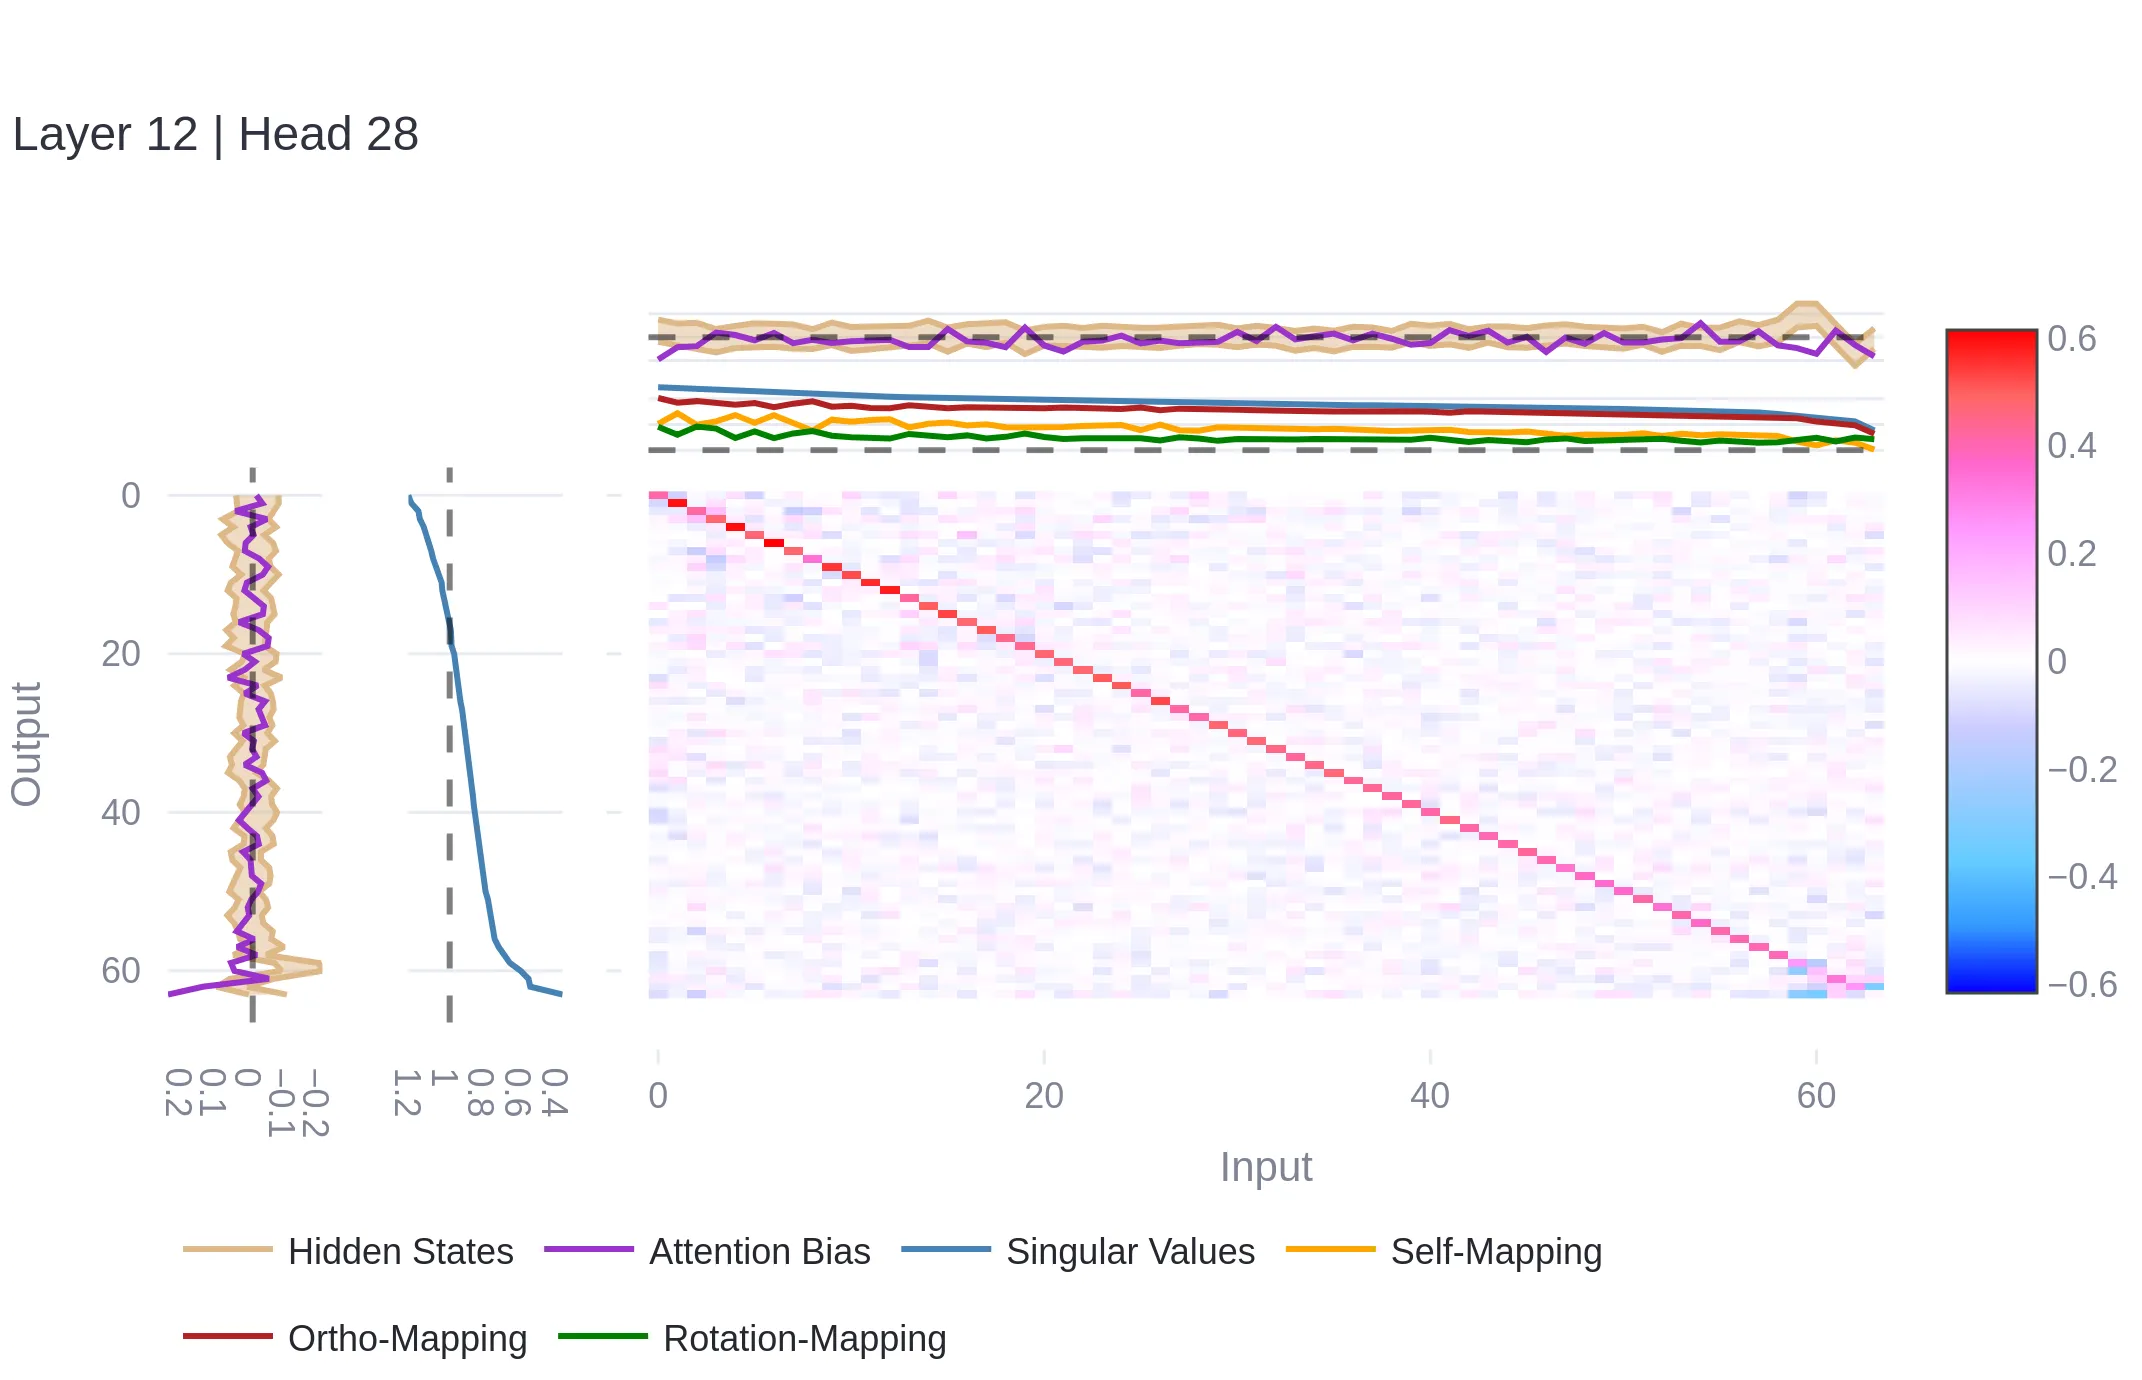 Layer 12 | Head 28
0.6
0.4
0.2
0
−0.2
−0.4
−0.6
0
20
40
60
Output
0.2
0.1
0
−0.1
−0.2
1.2
1
0.8
0.6
0.4
0
20
40
60
Input
Hidden States
Attention Bias
Singular Values
Self-Mapping
Ortho-Mapping
Rotation-Mapping